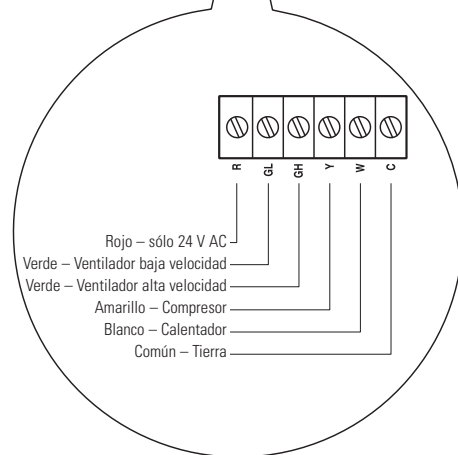 R GL GH Y W C
Rojo – sólo 24 V AC
Verde – Ventilador baja velocidad
Verde – Ventilador alta velocidad
Amarillo – Compresor
Blanco – Calentador
Común – Tierra